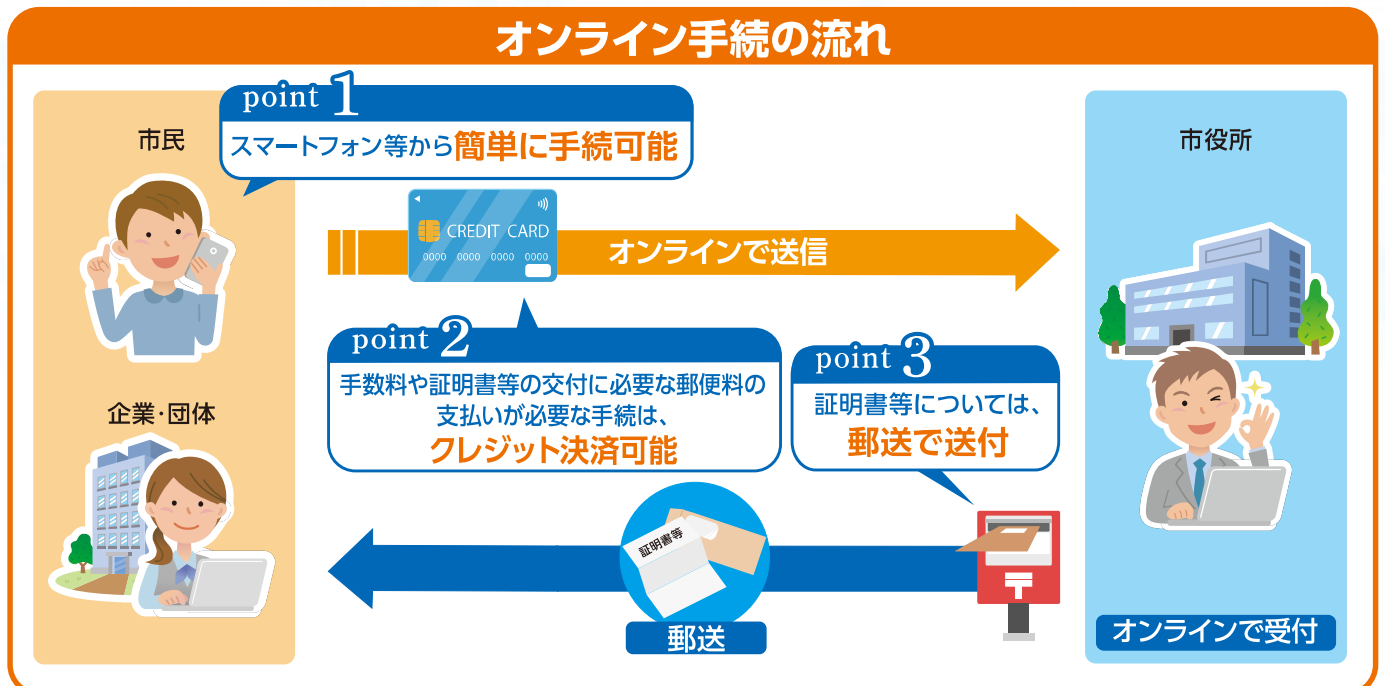 オンライン手続の流れ
市民
point 1
スマートフォン等から簡単に手続可能
市役所
CREDIT CARD
0000 0000 0000 0000
オンラインで送信
point 2
手数料や証明書等の交付に必要な郵便料の
支払いが必要な手続は、
クレジット決済可能
point 3
証明書等については、
郵送で送付
企業・団体
証明書等
郵送
オンラインで受付